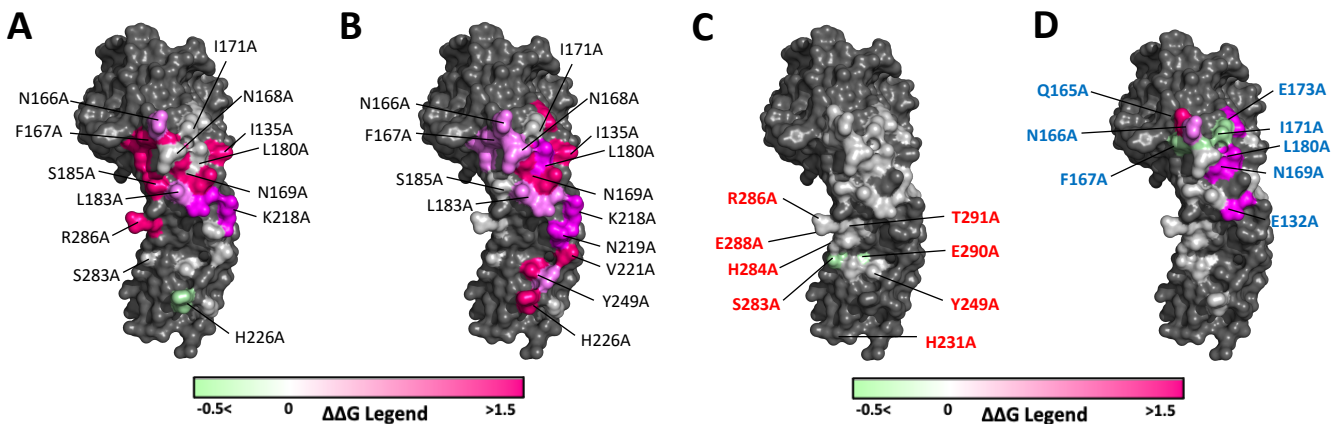 A
I171A
N166A
N168A
F167A
I135A
L180A
S185A
N169A
L183A
K218A
R286A
S283A
H226A
-0.5<
0
ΔΔG Legend
>1.5
B
I171A
N166A
N168A
F167A
I135A
L180A
S185A
N169A
L183A
K218A
N219A
V221A
Y249A
H226A
C
R286A
T291A
E288A
E290A
H284A
S283A
Y249A
H231A
-0.5<
0
ΔΔG Legend
>1.5
D
Q165A
E173A
N166A
I171A
L180A
F167A
N169A
E132A